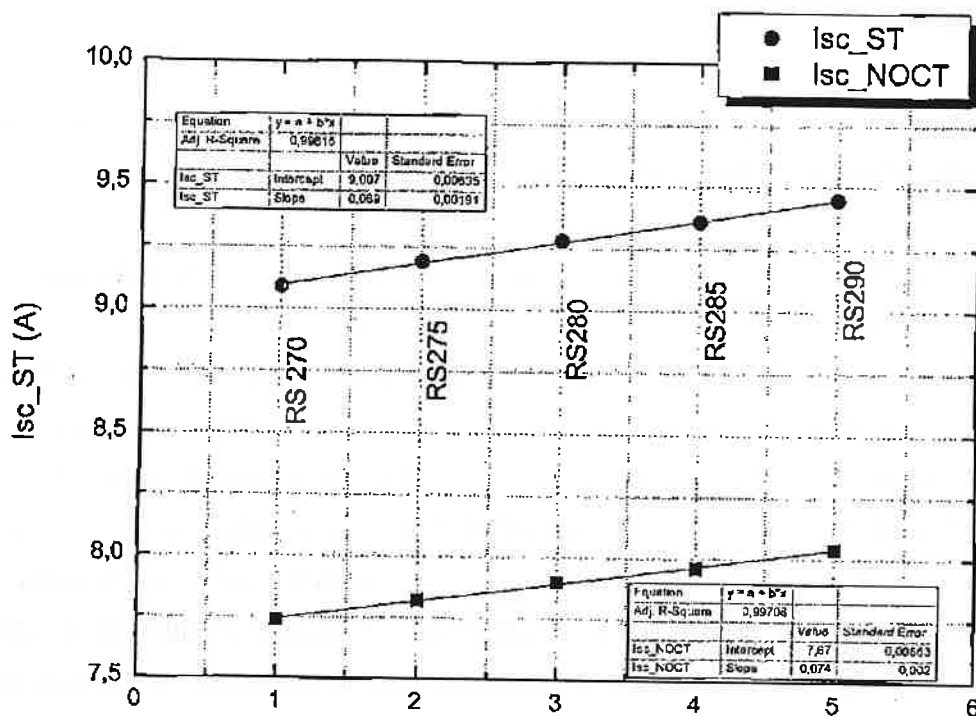 Isc_ST
Isc_NOCT
10,0
9,5
9,0
8,5
8,0
7,5
Isc_ST (A)
Equation y = a + b*x
Adj. R-Square 0,99815
Value Standard Error
Isc_ST Intercept 9,007 0,00635
Isc_ST Slope 0,089 0,00191
RS 270
RS275
RS280
RS285
RS290
Equation y = a + b*x
Adj. R-Square 0,99708
Value Standard Error
Isc_NOCT Intercept 7,67 0,00663
Isc_NOCT Slope 0,074 0,002
0 1 2 3 4 5 6